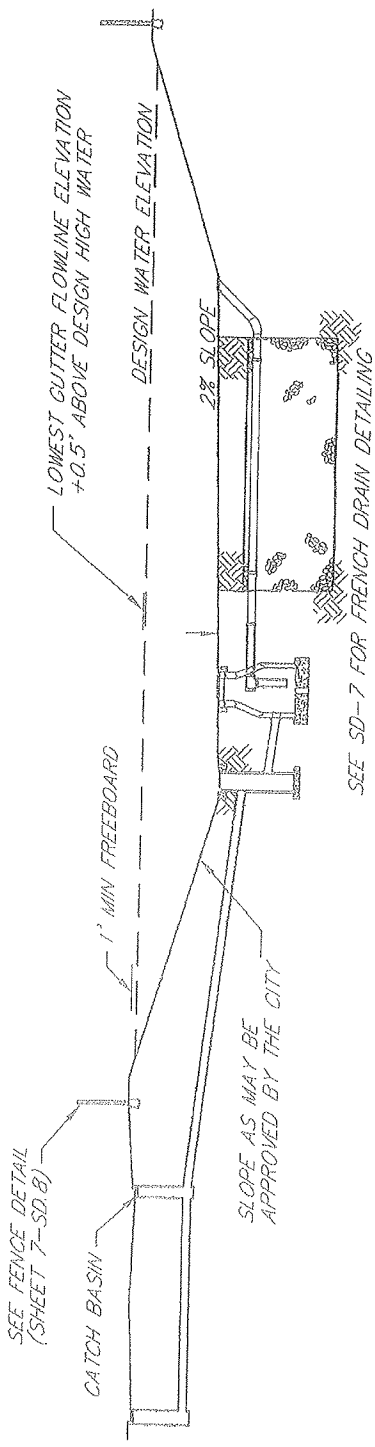 SEE FENCE DETAIL
(SHEET 7-SD.8)
CATCH BASIN
1' MIN FREEBOARD
SLOPE AS MAY BE
APPROVED BY THE CITY
LOWEST GUTTER FLOWLINE ELEVATION
+0.5' ABOVE DESIGN HIGH WATER
DESIGN WATER ELEVATION
2% SLOPE
SEE SD-7 FOR FRENCH DRAIN DETAILING